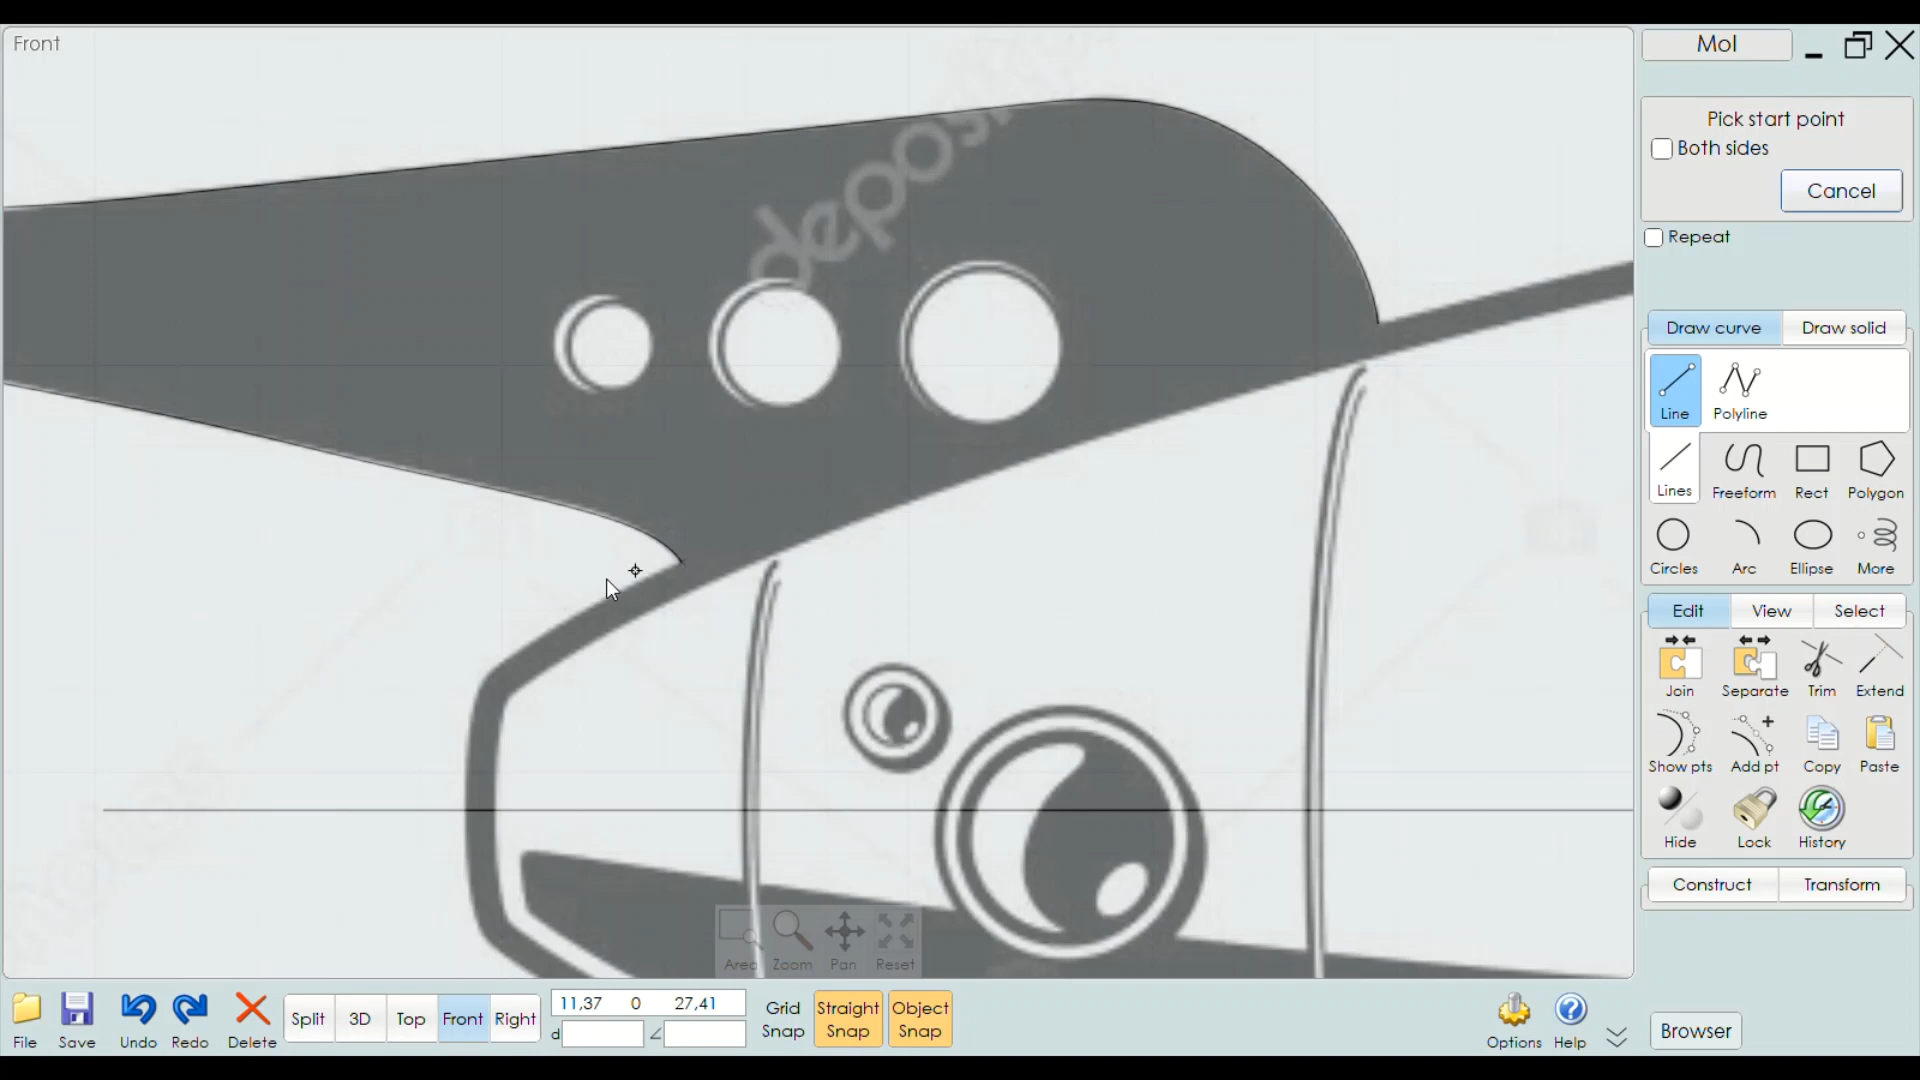 Front
MoI
Pick start point
Both sides
Cancel
Repeat
Draw curve
Draw solid
Line
Polyline
Lines
Freeform
Rect
Polygon
Circles
Arc
Ellipse
More
Edit
View
Select
Join
Separate
Trim
Extend
Show pts
Add pt
Copy
Paste
Hide
Lock
History
Construct
Transform
deposi
Area
Zoom
Pan
Reset
File
Save
Undo
Redo
Delete
Split
3D
Top
Front
Right
11,37 0 27,41
d
∠
Grid
Snap
Straight
Snap
Object
Snap
Options
Help
Browser